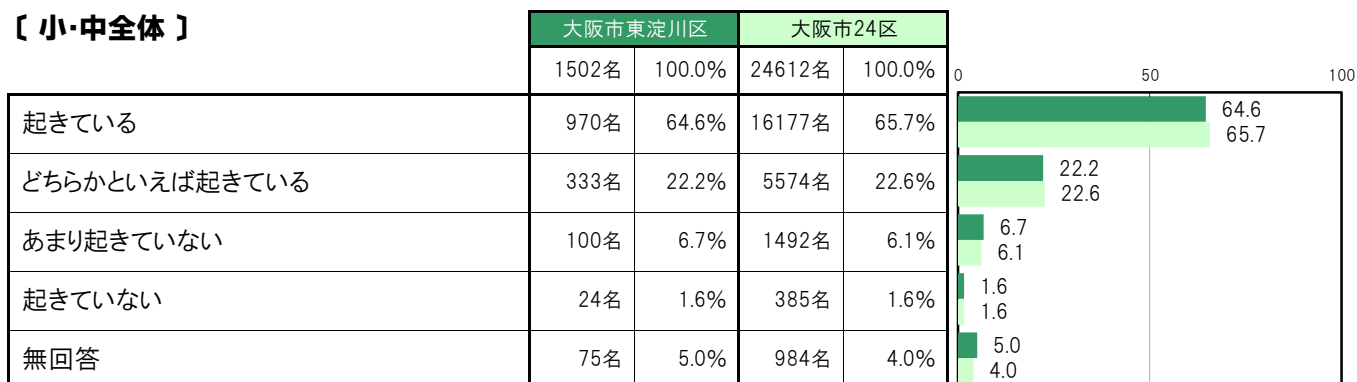 〔 小・中全体 〕
大阪市東淀川区 大阪市24区
1502名 100.0% 24612名 100.0%
0 50 100
起きている 970名 64.6% 16177名 65.7%
64.6
65.7
どちらかといえば起きている 333名 22.2% 5574名 22.6%
22.2
22.6
あまり起きていない 100名 6.7% 1492名 6.1%
6.7
6.1
起きていない 24名 1.6% 385名 1.6%
1.6
1.6
無回答 75名 5.0% 984名 4.0%
5.0
4.0